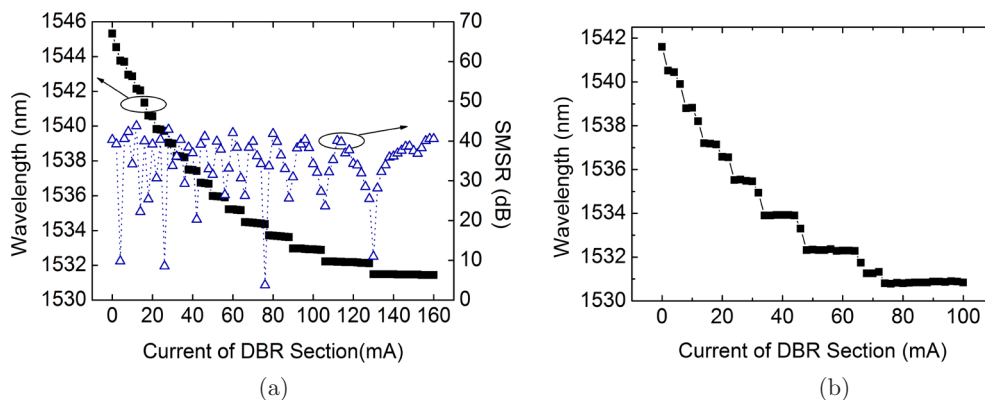 1546
1544
1542
1540
1538
1536
1534
1532
1530
Wavelength (nm)
70
60
50
40
30
20
10
0
SMSR (dB)
0 20 40 60 80 100 120 140 160
Current of DBR Section(mA)
(a)
(b)
1542
1540
1538
1536
1534
1532
1530
Wavelength (nm)
0 20 40 60 80 100
Current of DBR Section (mA)
(b)